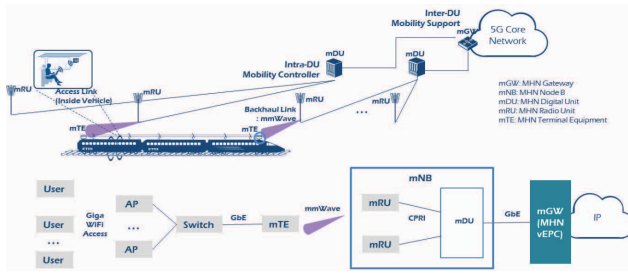 Inter-DU
Mobility Support
mGW
5G Core
Network
mDU
mDU
Intra-DU
Mobility Controller
mRU
Access Link
(Inside Vehicle)
mRU
mRU
mRU
...
Backhaul Link
: mmWave
mTE
mTE
mGW: MHN Gateway
mNB: MHN Node B
mDU: MHN Digital Unit
mRU: MHN Radio Unit
mTE: MHN Terminal Equipment
User
User
...
User
Giga
WiFi
Access
AP
...
AP
Switch
GbE
mTE
mmWave
mNB
mRU
CPRI
mRU
mDU
GbE
mGW
(MHN
vEPC)
IP